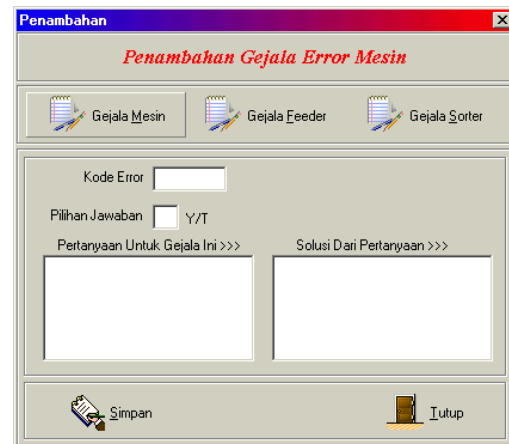 Penambahan
Penambahan Gejala Error Mesin
Gejala Mesin Gejala Feeder Gejala Sorter
Kode Error
Pilihan Jawaban Y/T
Pertanyaan Untuk Gejala Ini >>> Solusi Dari Pertanyaan >>>
Simpan Tutup